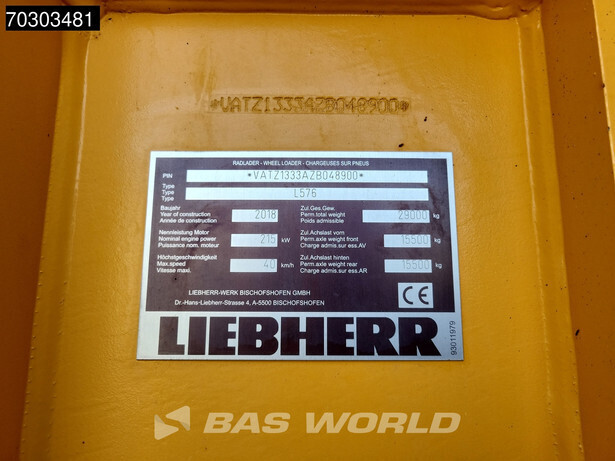 70303481
*VATZ1333AZB048900*
RADLADER - WHEEL LOADER - CHARGEUSES SUR PNEUS
PIN *VATZ1333AZB048900*
Type
Type L576
Type
Baujahr
Year of construction 2018
Année de construction
Zul.Ges.Gew.
Perm.total weight 29000 kg
Poids admissible
Nennleistung Motor
Nominal engine power 215 kW
Puissance nom. moteur
Zul.Achslast vorn
Perm.axle weight front 15500 kg
Charge admis.sur ess.AV
Höchstgeschwindigkeit
Max.speed 40 km/h
Vitesse maxi.
Zul.Achslast hinten
Perm.axle weight rear 15500 kg
Charge admis.sur ess.AR
LIEBHERR-WERK BISCHOFSHOFEN GMBH
Dr.-Hans-Liebherr-Strasse 4, A-5500 BISCHOFSHOFEN
CE
LIEBHERR
93011979
BAS WORLD